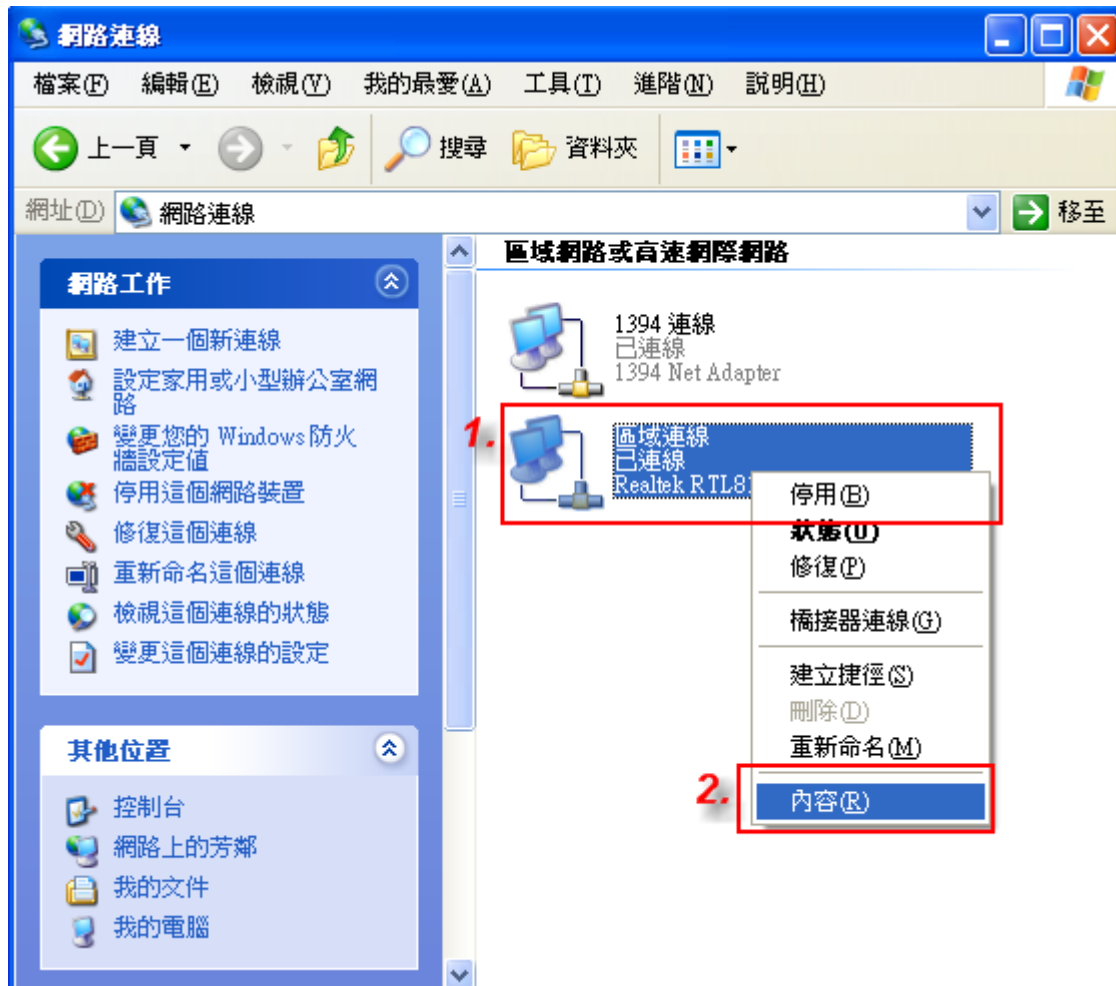 網路連線
檔案(F) 編輯(E) 檢視(V) 我的最愛(A) 工具(T) 進階(N) 說明(H)
上一頁 搜尋 資料夾
網址(D) 網路連線 移至
網路工作
建立一個新連線
設定家用或小型辦公室網
路
變更您的 Windows 防火
牆設定值
停用這個網路裝置
修復這個連線
重新命名這個連線
檢視這個連線的狀態
變更這個連線的設定
其他位置
控制台
網路上的芳鄰
我的文件
我的電腦
區域網路或高速網際網路
1394 連線
已連線
1394 Net Adapter
1.
區域連線
已連線
Realtek
停用(B)
狀態(U)
修復(P)
橋接器連線(G)
建立捷徑(S)
刪除(D)
重新命名(M)
2.
內容(R)